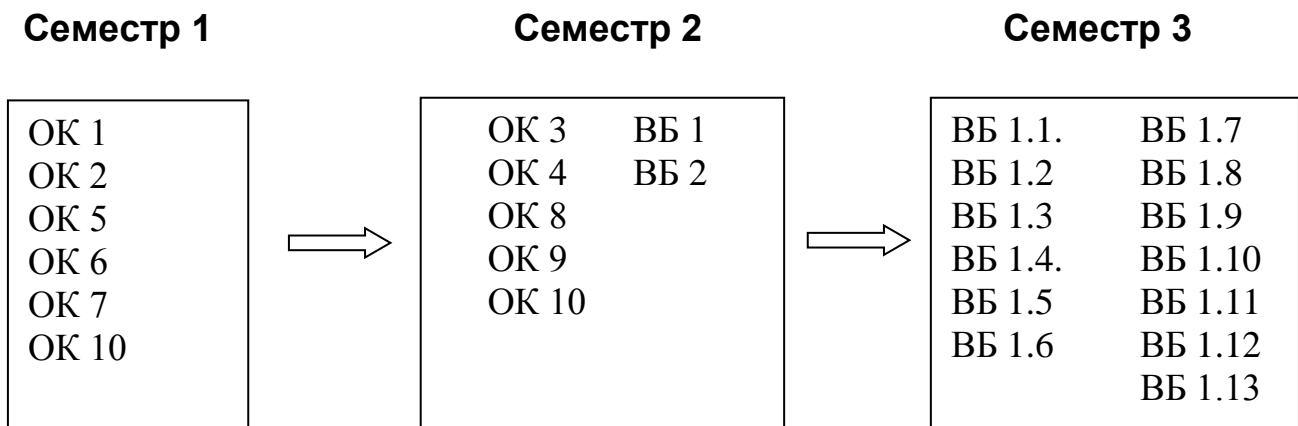 Семестр 1
Семестр 2
Семестр 3
ОК 1
ОК 2
ОК 5
ОК 6
ОК 7
ОК 10
ОК 3 ВБ 1
ОК 4 ВБ 2
ОК 8
ОК 9
ОК 10
ВБ 1.1. ВБ 1.7
ВБ 1.2 ВБ 1.8
ВБ 1.3 ВБ 1.9
ВБ 1.4. ВБ 1.10
ВБ 1.5 ВБ 1.11
ВБ 1.6 ВБ 1.12
ВБ 1.13